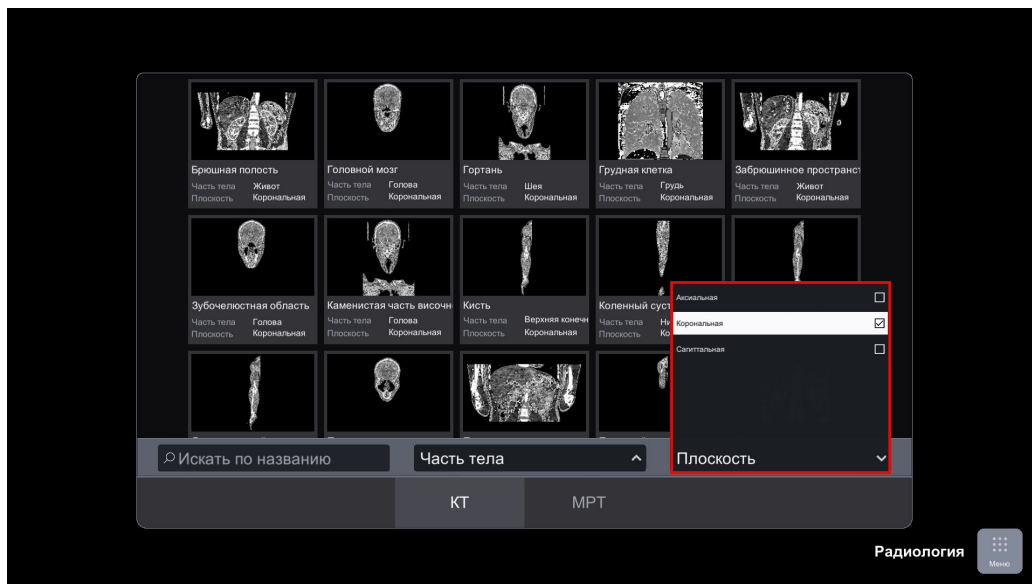 Брюшная полость
Часть тела Живот
Плоскость Корональная
Головной мозг
Часть тела Голова
Плоскость Корональная
Гортань
Часть тела Шея
Плоскость Корональная
Грудная клетка
Часть тела Грудь
Плоскость Корональная
Забрюшинное пространст
Часть тела Живот
Плоскость Корональная
Зубочелюстная область
Часть тела Голова
Плоскость Корональная
Каменистая часть височн
Часть тела Голова
Плоскость Корональная
Кисть
Часть тела Верхняя конечн
Плоскость Корональная
Коленный суст
Часть тела Ни
Плоскость Ко
Аксиальная
Корональная
Сагиттальная
Искать по названию
Часть тела
Плоскость
КТ
МРТ
Радиология
Меню